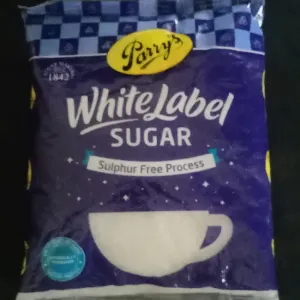 Parry's
1842
White Label
SUGAR
Sulphur Free Process